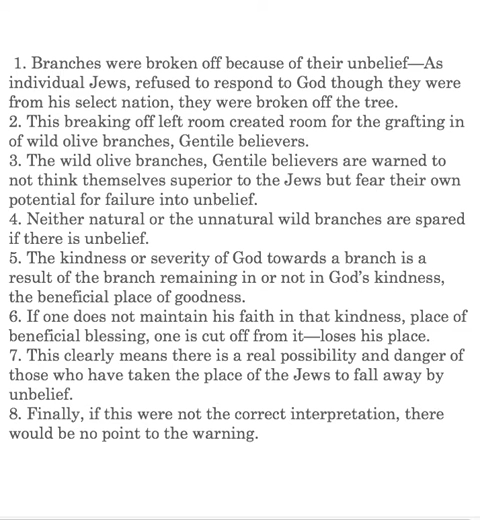 1. Branches were broken off because of their unbelief—As
individual Jews, refused to respond to God though they were
from his select nation, they were broken off the tree.
2. This breaking off left room created room for the grafting in
of wild olive branches, Gentile believers.
3. The wild olive branches, Gentile believers are warned to
not think themselves superior to the Jews but fear their own
potential for failure into unbelief.
4. Neither natural or the unnatural wild branches are spared
if there is unbelief.
5. The kindness or severity of God towards a branch is a
result of the branch remaining in or not in God’s kindness,
the beneficial place of goodness.
6. If one does not maintain his faith in that kindness, place of
beneficial blessing, one is cut off from it—loses his place.
7. This clearly means there is a real possibility and danger of
those who have taken the place of the Jews to fall away by
unbelief.
8. Finally, if this were not the correct interpretation, there
would be no point to the warning.